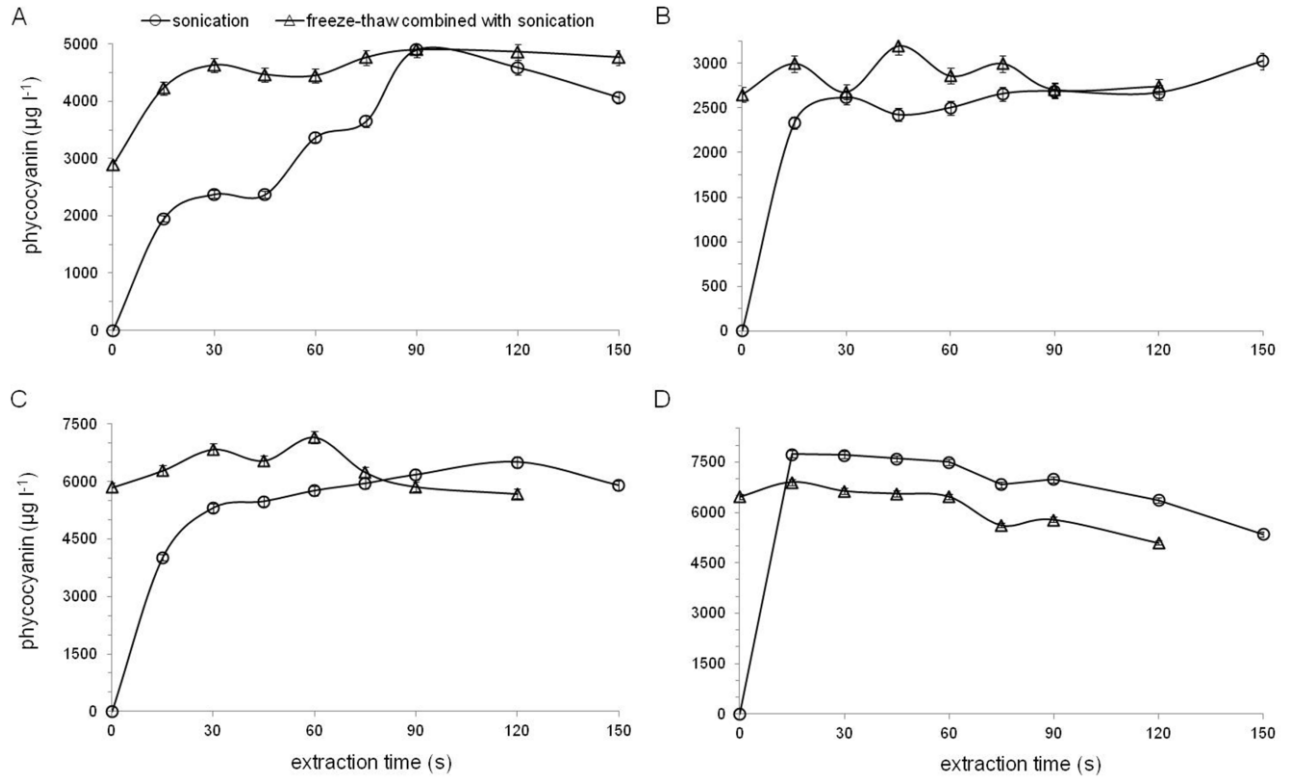 A
sonication
freeze-thaw combined with sonication
phycocyanin (µg l-1)
5000
4000
3000
2000
1000
0
0 30 60 90 120 150
B
3000
2500
2000
1500
1000
500
0
0 30 60 90 120 150
C
phycocyanin (µg l-1)
7500
6000
4500
3000
1500
0
0 30 60 90 120 150
extraction time (s)
D
7500
6000
4500
3000
1500
0
0 30 60 90 120 150
extraction time (s)